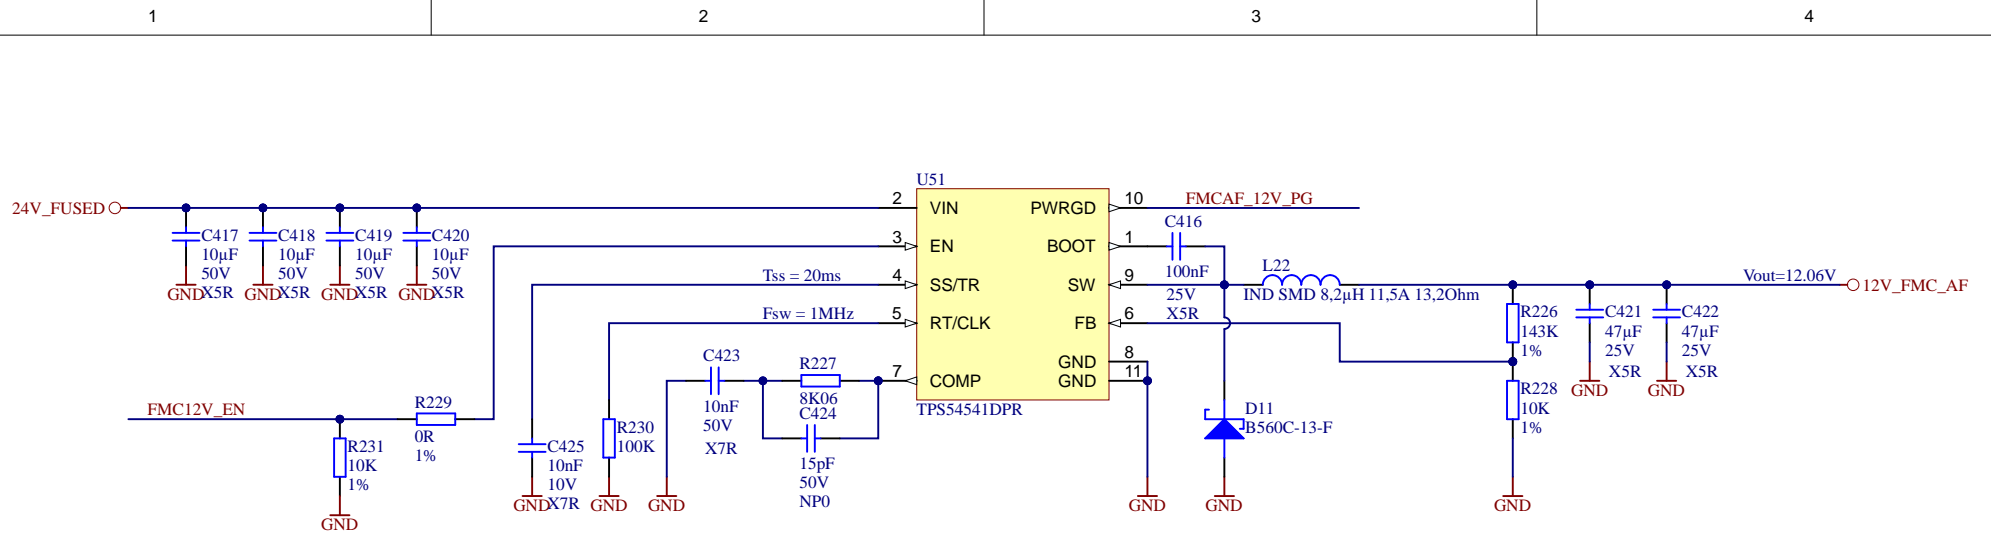 1
2
3
4
24V_FUSED
C417
10µF
50V
X5R
GND
C418
10µF
50V
X5R
GND
C419
10µF
50V
X5R
GND
C420
10µF
50V
X5R
GND
FMC12V_EN
R231
10K
1%
GND
R229
0R
1%
C425
10nF
10V
X7R
GND
Tss = 20ms
Fsw = 1MHz
R230
100K
GND
C423
10nF
50V
X7R
GND
R227
8K06
C424
15pF
50V
NP0
U51
2
VIN
3
EN
4
SS/TR
5
RT/CLK
7
COMP
PWRGD
10
BOOT
1
SW
9
FB
6
GND
8
GND
11
TPS54541DPR
FMCAF_12V_PG
C416
100nF
25V
X5R
GND
L22
IND SMD 8,2µH 11,5A 13,2Ohm
D11
B560C-13-F
GND
R226
143K
1%
R228
10K
1%
GND
C421
47µF
25V
X5R
GND
C422
47µF
25V
X5R
GND
Vout=12.06V
12V_FMC_AF